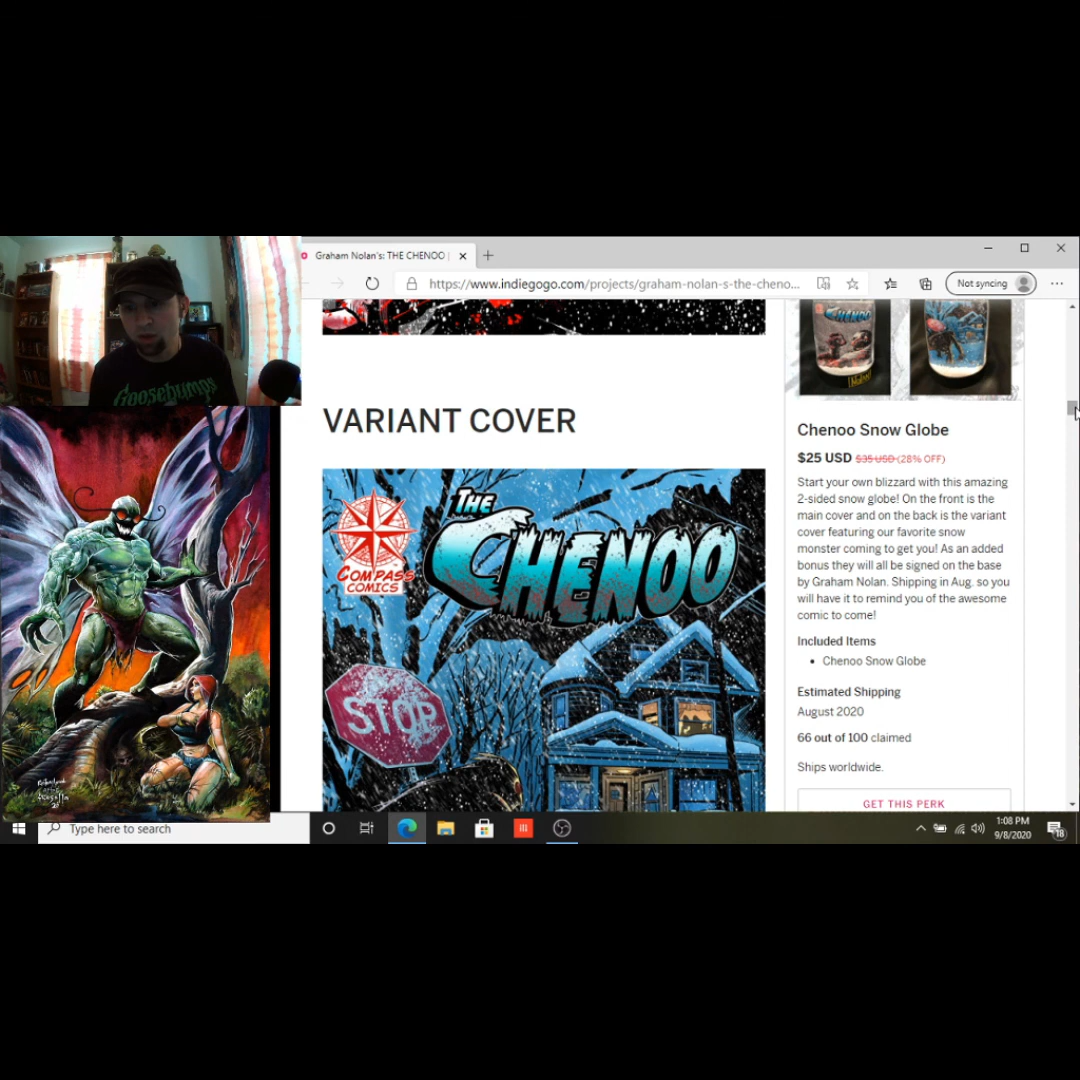 Graham Nolan's: THE CHENOO |
https://www.indiegogo.com/projects/graham-nolan-s-the-cheno...
Not syncing
Goosebumps
VARIANT COVER
THE
CHENOO
COMPASS
COMICS
STOP
CHENOO
Nolan
Chenoo Snow Globe
$25 USD $35 USD (28% OFF)
Start your own blizzard with this amazing
2-sided snow globe! On the front is the
main cover and on the back is the variant
cover featuring our favorite snow
monster coming to get you! As an added
bonus they will all be signed on the base
by Graham Nolan. Shipping in Aug. so you
will have it to remind you of the awesome
comic to come!
Included Items
• Chenoo Snow Globe
Estimated Shipping
August 2020
66 out of 100 claimed
Ships worldwide.
GET THIS PERK
Type here to search
1:08 PM
9/8/2020
18